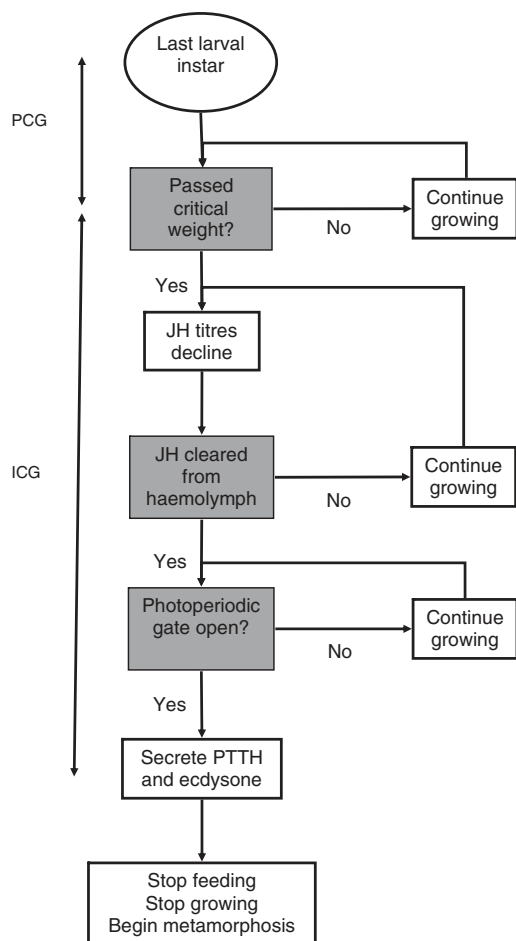 Last larval
instar
PCG
Passed
critical
weight?
Continue
growing
No
Yes
JH titres
decline
ICG
JH cleared
from
haemolymph
Continue
growing
No
Yes
Photoperiodic
gate open?
Continue
growing
No
Yes
Secrete PTTH
and ecdysone
Stop feeding
Stop growing
Begin metamorphosis